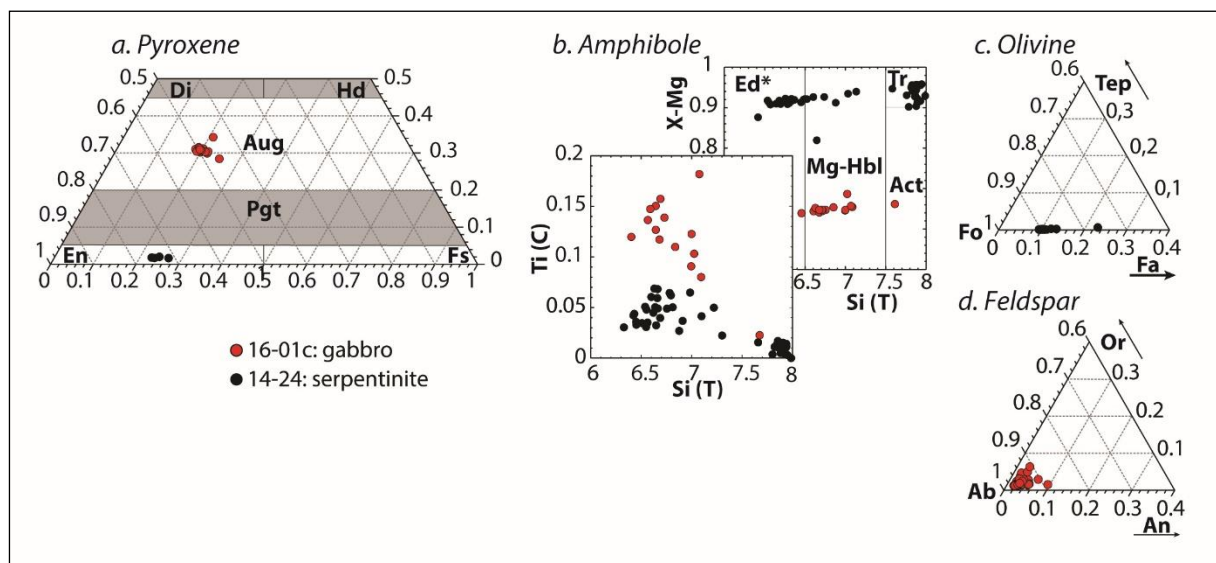 a. Pyroxene
0.5 0.5
Di Hd
0.6 0.4
0.7 Aug 0.3
0.8 0.2
Pgt
0.9 0.1
1 En Fs 0
0 0.1 0.2 0.3 0.4 0.5 0.6 0.7 0.8 0.9 1
16-01c: gabbro
14-24: serpentinite
b. Amphibole
1
Ed* Tr
X-Mg
0.9
0.8
Mg-Hbl
Act
6.5 7 7.5 8
Si (T)
0.2
0.15
Ti (C)
0.1
0.05
0
6 6.5 7 7.5 8
Si (T)
c. Olivine
0.6
Tep
0.7 0,3
0.8 0,2
0.9 0,1
1
Fo
0.1 0.2 0.3 0.4
Fa
d. Feldspar
0.6
Or
0.7 0.3
0.8 0.2
0.9 0.1
1
Ab
0 0.1 0.2 0.3 0.4
An